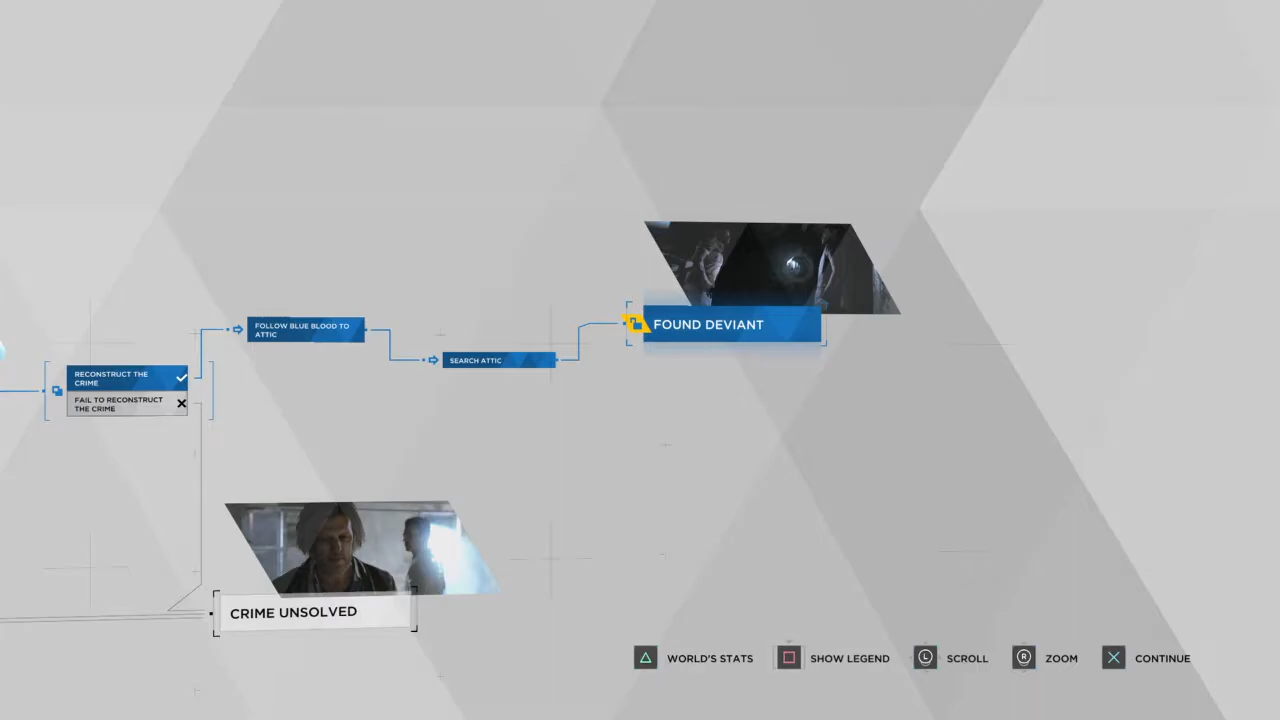 FOLLOW BLUE BLOOD TO
ATTIC
FOUND DEVIANT
SEARCH ATTIC
RECONSTRUCT THE
CRIME
FAIL TO RECONSTRUCT
THE CRIME
CRIME UNSOLVED
WORLD'S STATS
SHOW LEGEND
L SCROLL
R ZOOM
CONTINUE